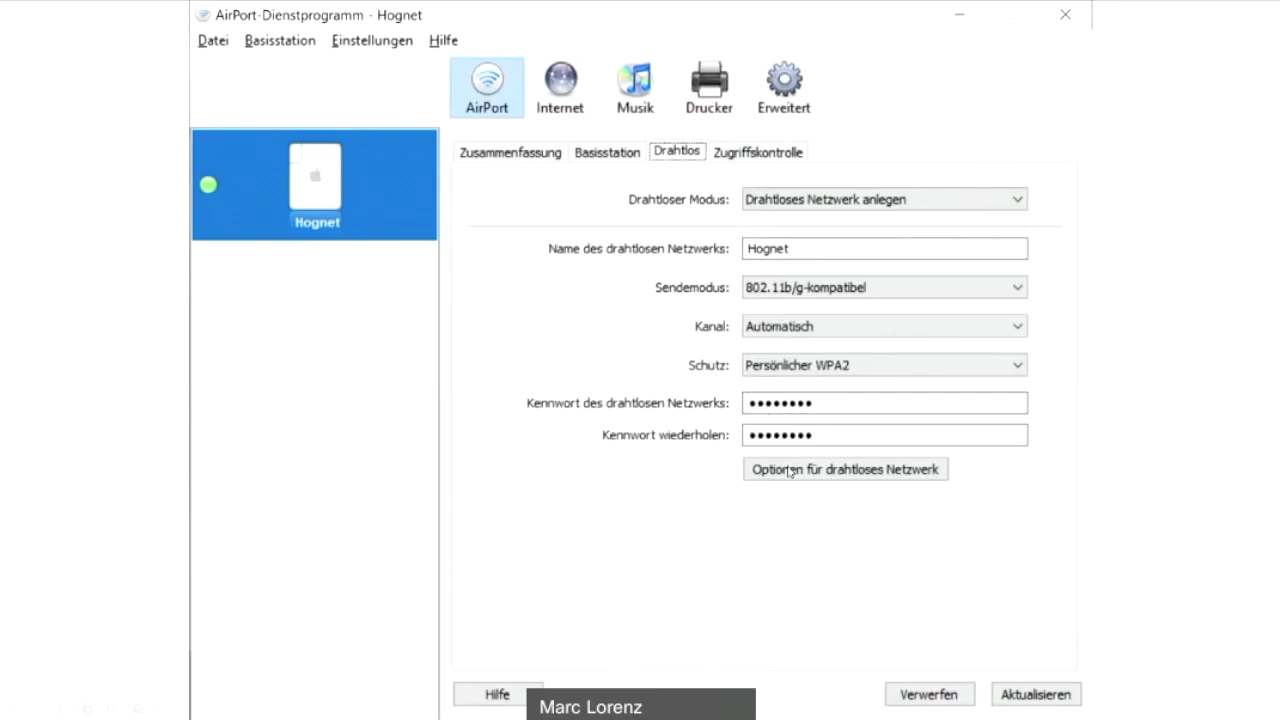 AirPort-Dienstprogramm - Hognet
Datei Basisstation Einstellungen Hilfe
AirPort Internet Musik Drucker Erweitert
Hognet
Zusammenfassung Basisstation Drahtlos Zugriffskontrolle
Drahtloser Modus: Drahtloses Netzwerk anlegen
Name des drahtlosen Netzwerks: Hognet
Sendemodus: 802.11b/g-kompatibel
Kanal: Automatisch
Schutz: Persönlicher WPA2
Kennwort des drahtlosen Netzwerks: ••••••••
Kennwort wiederholen: ••••••••
Optionen für drahtloses Netzwerk
Hilfe Verwerfen Aktualisieren
Marc Lorenz